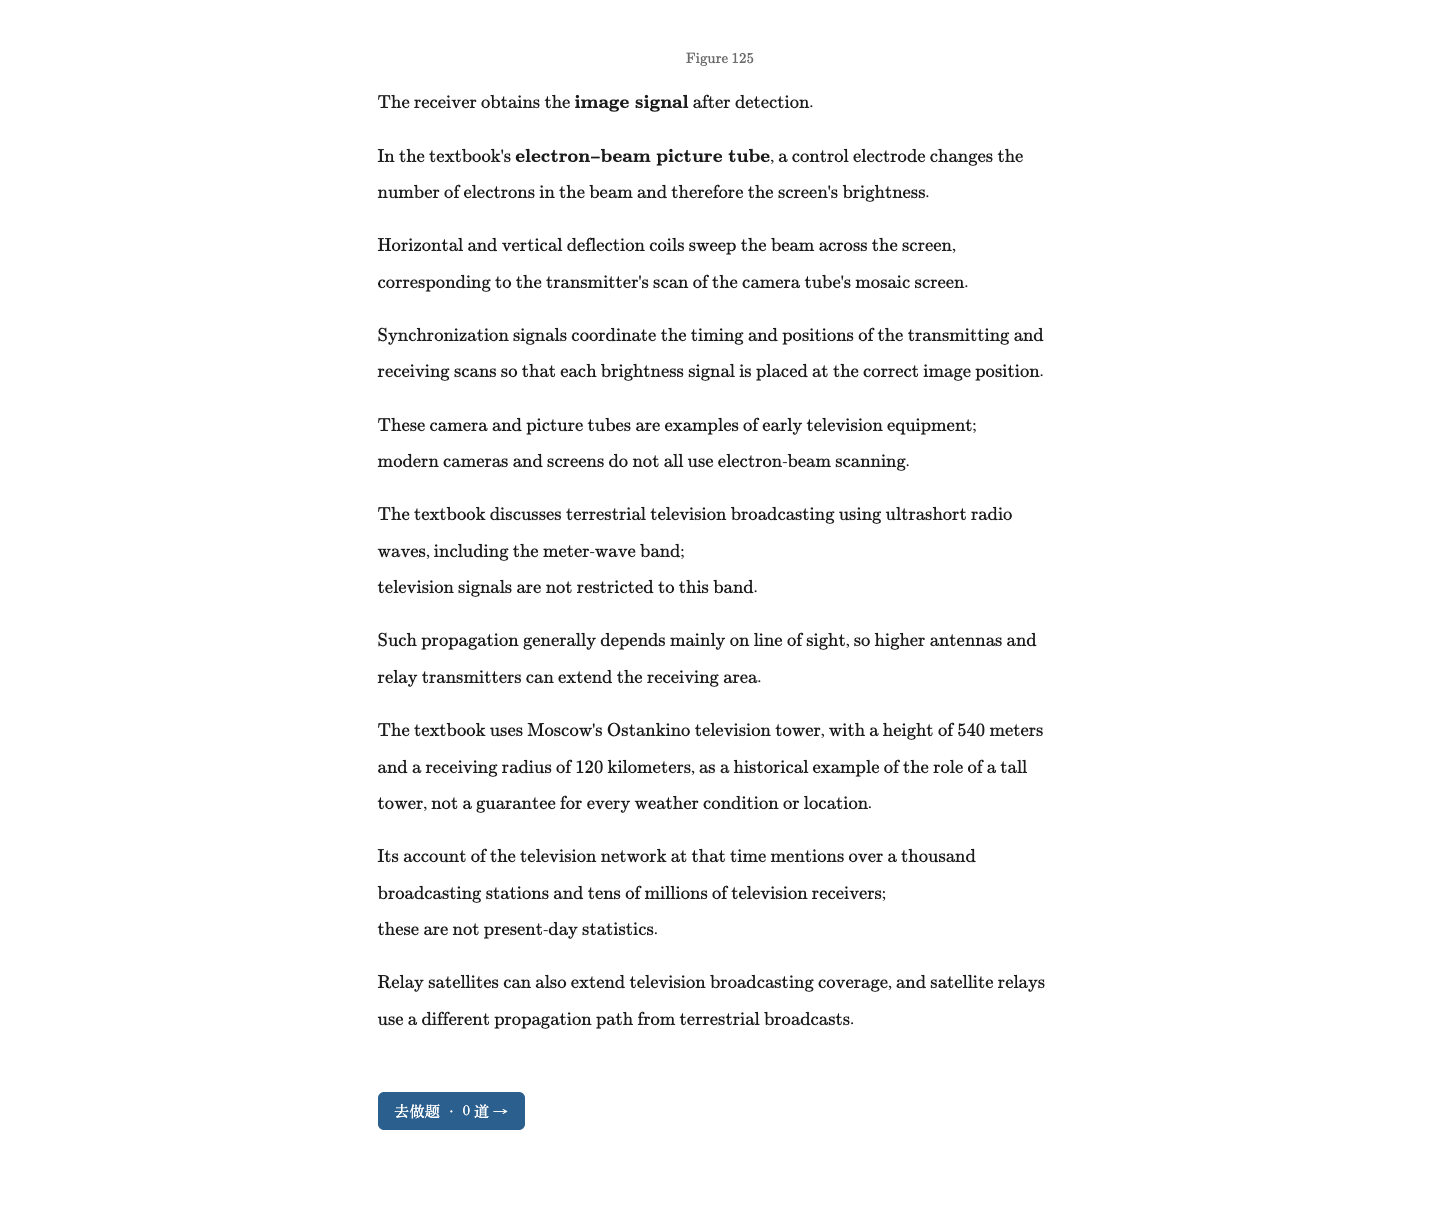 Figure 125
The receiver obtains the image signal after detection.
In the textbook's electron–beam picture tube, a control electrode changes the
number of electrons in the beam and therefore the screen's brightness.
Horizontal and vertical deflection coils sweep the beam across the screen,
corresponding to the transmitter's scan of the camera tube's mosaic screen.
Synchronization signals coordinate the timing and positions of the transmitting and
receiving scans so that each brightness signal is placed at the correct image position.
These camera and picture tubes are examples of early television equipment;
modern cameras and screens do not all use electron-beam scanning.
The textbook discusses terrestrial television broadcasting using ultrashort radio
waves, including the meter-wave band;
television signals are not restricted to this band.
Such propagation generally depends mainly on line of sight, so higher antennas and
relay transmitters can extend the receiving area.
The textbook uses Moscow's Ostankino television tower, with a height of 540 meters
and a receiving radius of 120 kilometers, as a historical example of the role of a tall
tower, not a guarantee for every weather condition or location.
Its account of the television network at that time mentions over a thousand
broadcasting stations and tens of millions of television receivers;
these are not present-day statistics.
Relay satellites can also extend television broadcasting coverage, and satellite relays
use a different propagation path from terrestrial broadcasts.
去做题 · 0 道 →